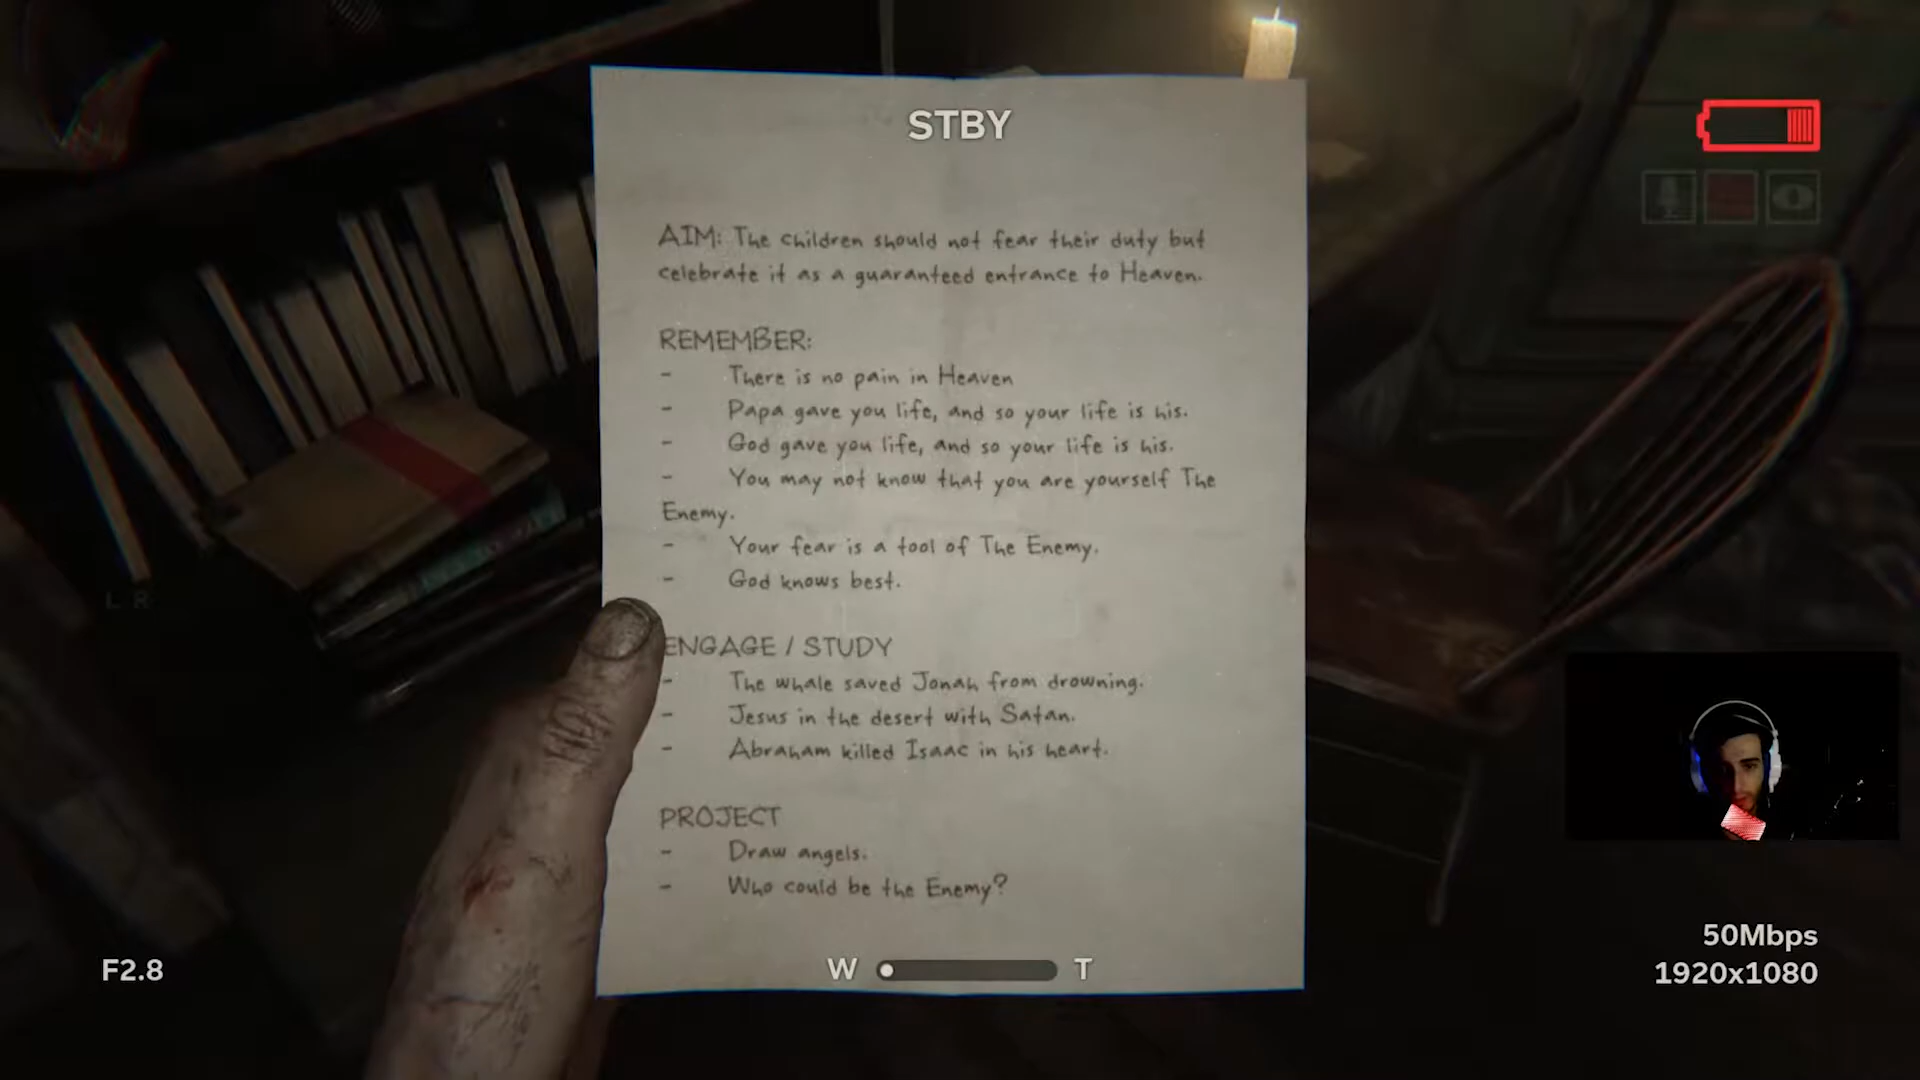 STBY
AIM: The children should not fear their duty but
celebrate it as a guaranteed entrance to Heaven.
REMEMBER:
- There is no pain in Heaven
- Papa gave you life, and so your life is his.
- God gave you life, and so your life is his.
- You may not know that you are yourself The
Enemy.
- Your fear is a tool of The Enemy.
- God knows best.
ENGAGE / STUDY
- The whale saved Jonah from drowning.
- Jesus in the desert with Satan.
- Abraham killed Isaac in his heart.
PROJECT
- Draw angels.
- Who could be the Enemy?
L R
F2.8
W T
50Mbps
1920x1080